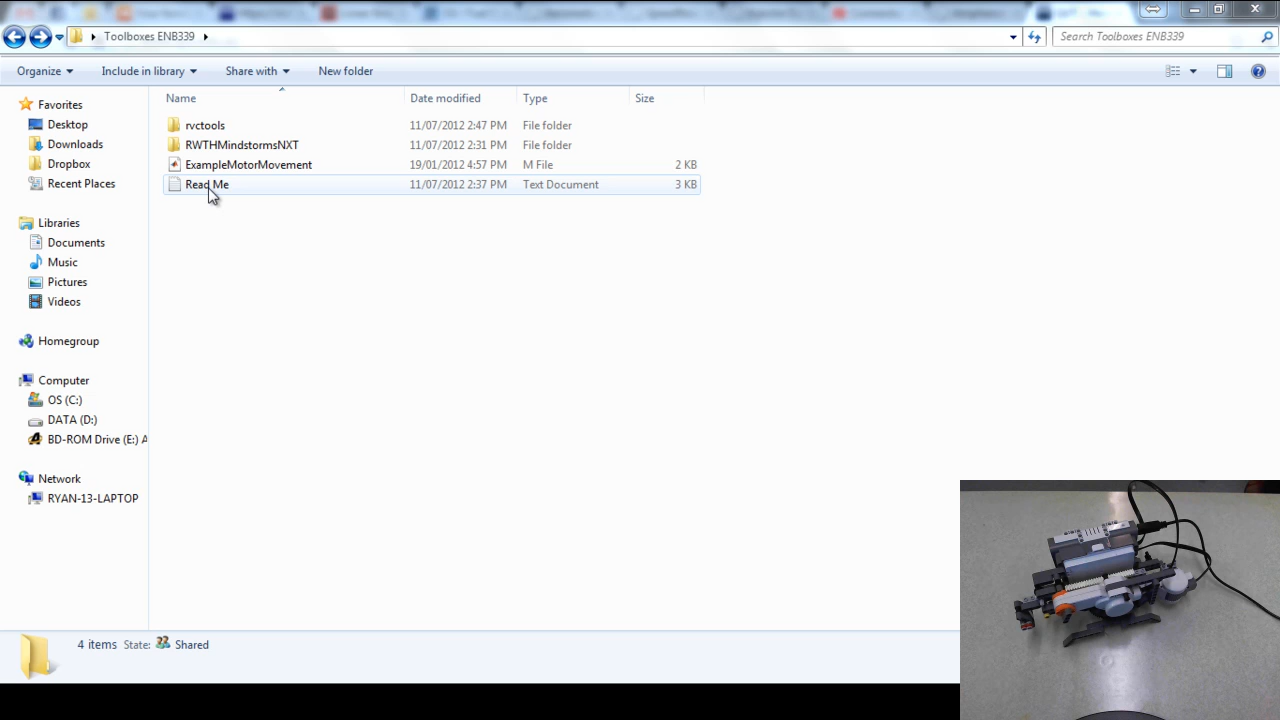 Toolboxes ENB339
Search Toolboxes ENB339
Organize Include in library Share with New folder
Name Date modified Type Size
Favorites
Desktop
Downloads
Dropbox
Recent Places
Libraries
Documents
Music
Pictures
Videos
Homegroup
Computer
OS (C:)
DATA (D:)
BD-ROM Drive (E:) A
Network
RYAN-13-LAPTOP
rvctools 11/07/2012 2:47 PM File folder
RWTHMindstormsNXT 11/07/2012 2:31 PM File folder
ExampleMotorMovement 19/01/2012 4:57 PM M File 2 KB
Read Me 11/07/2012 2:37 PM Text Document 3 KB
4 items State: Shared